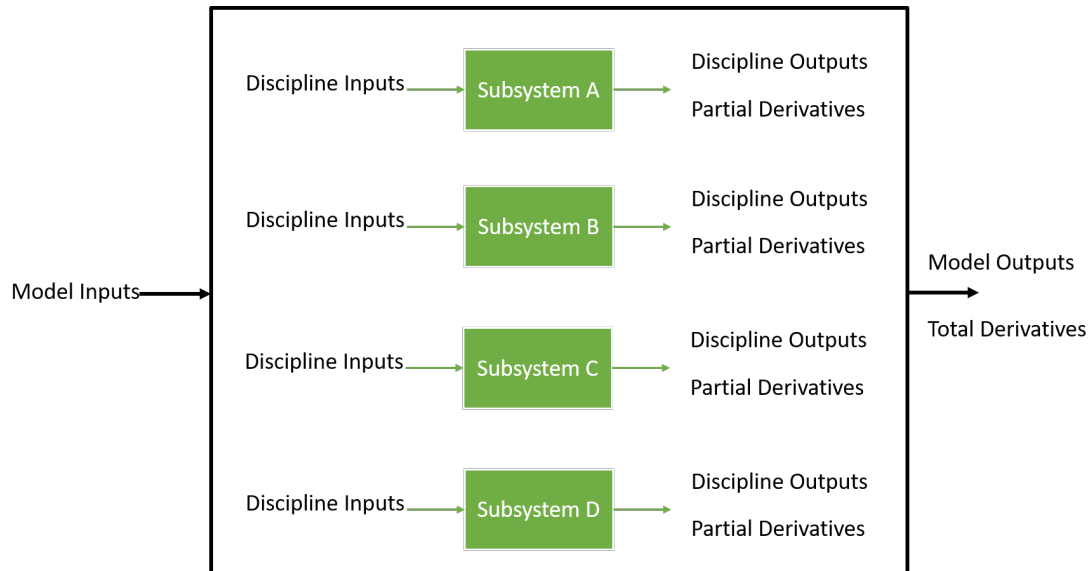 Discipline Inputs
Subsystem A
Discipline Outputs
Partial Derivatives
Discipline Inputs
Subsystem B
Discipline Outputs
Partial Derivatives
Model Inputs
Model Outputs
Total Derivatives
Discipline Inputs
Subsystem C
Discipline Outputs
Partial Derivatives
Discipline Inputs
Subsystem D
Discipline Outputs
Partial Derivatives